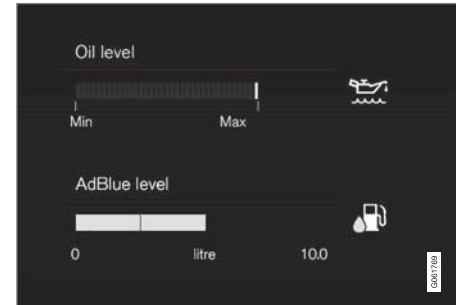 Oil level
Min Max
AdBlue level
0 litre 10.0
G061769